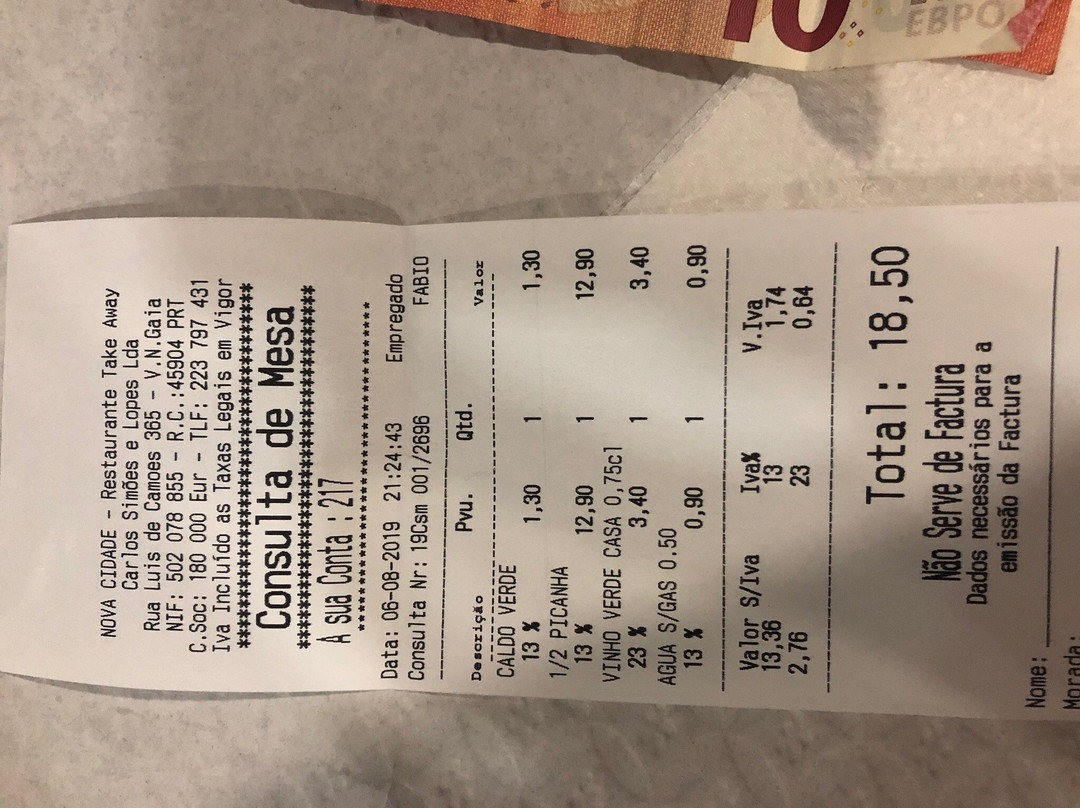 10
ΕΒΡΟ
NOVA CIDADE - Restaurante Take Away
Carlos Simões e Lopes Lda
Rua Luis de Camoes 365 - V.N.Gaia
NIF: 502 078 855 - R.C.:45904 PRT
C.Soc: 180 000 Eur - TLF: 223 797 431
Iva Incluído as Taxas Legais em Vigor
************************************
Consulta de Mesa
************************************
A sua Conta : 217
************************************
Data: 06-08-2019 21:24:43 Empregado
Consulta Nr: 19Csm 001/2696 FABIO
Descrição Pvu. Qtd. Valor
CALDO VERDE
13 % 1,30 1 1,30
1/2 PICANHA
13 % 12,90 1 12,90
VINHO VERDE CASA 0,75cl
23 % 3,40 1 3,40
AGUA S/GAS 0.50
13 % 0,90 1 0,90
Valor S/Iva Iva% V.Iva
13,36 13 1,74
2,76 23 0,64
Total: 18,50
Não Serve de Factura
Dados necessários para a
emissão da Factura
Nome:
Morada: